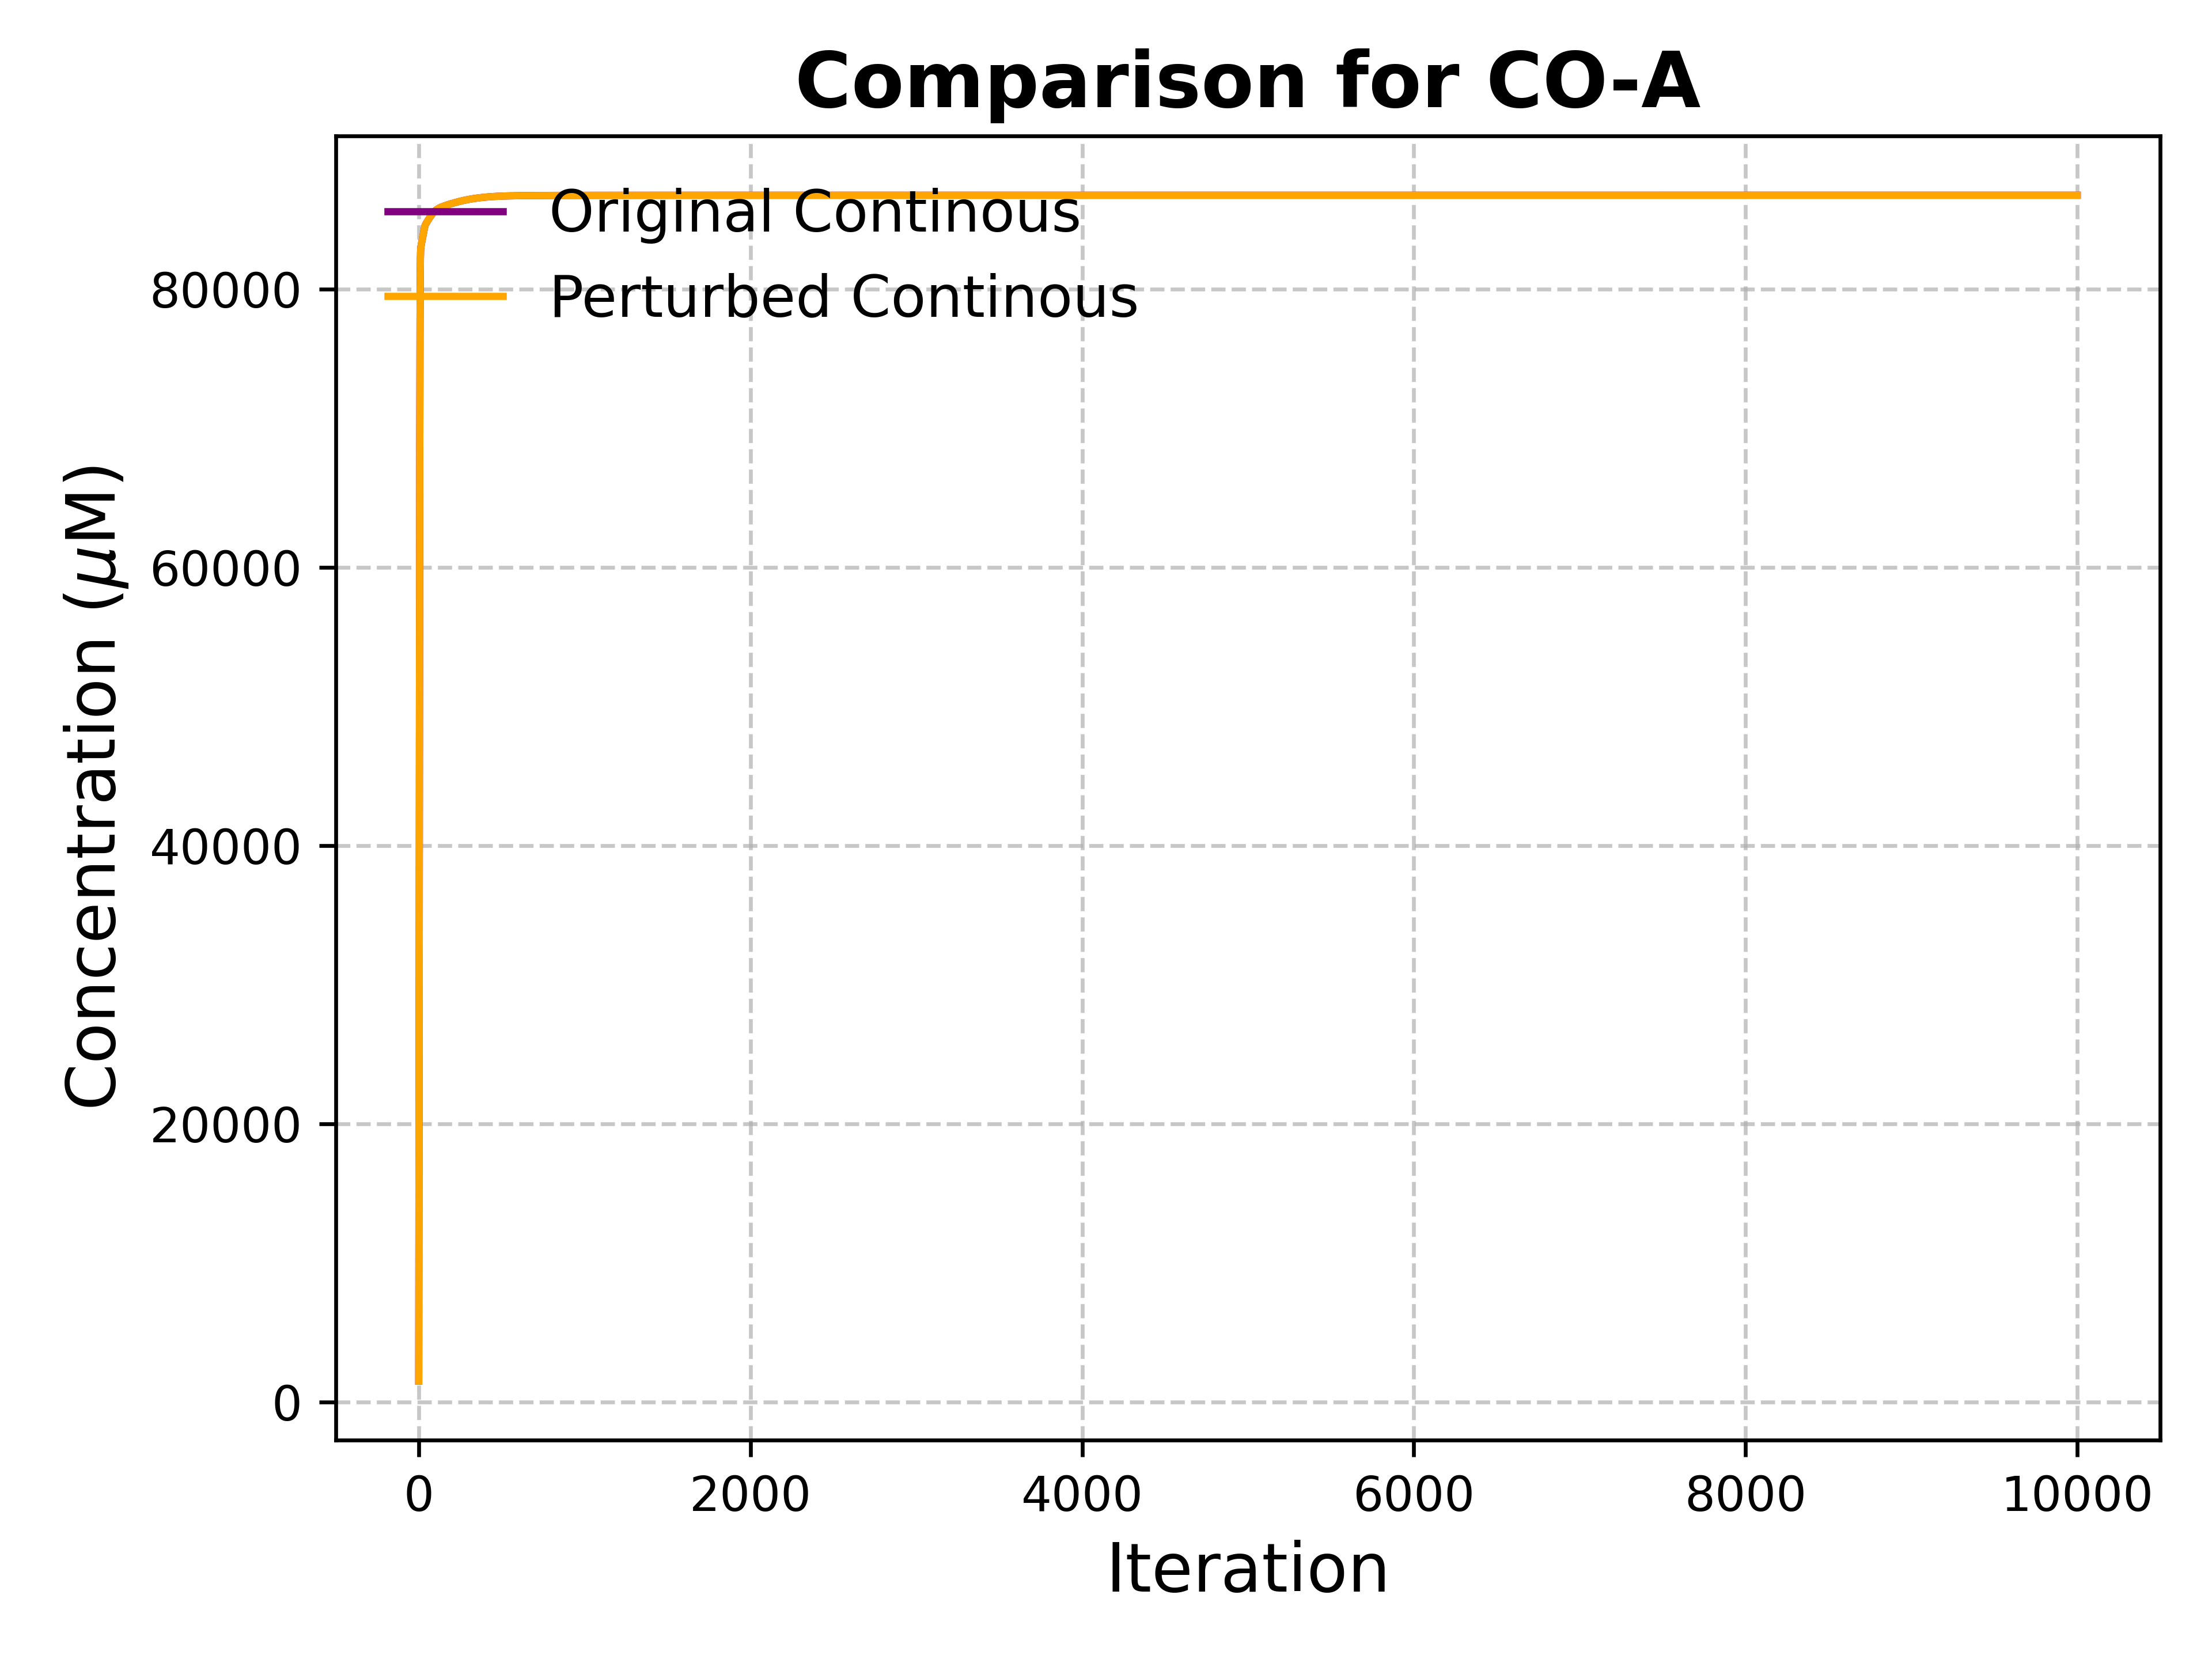 Comparison for CO-A
Original Continous
Perturbed Continous
Concentration (μM)
80000
60000
40000
20000
0
0 2000 4000 6000 8000 10000
Iteration